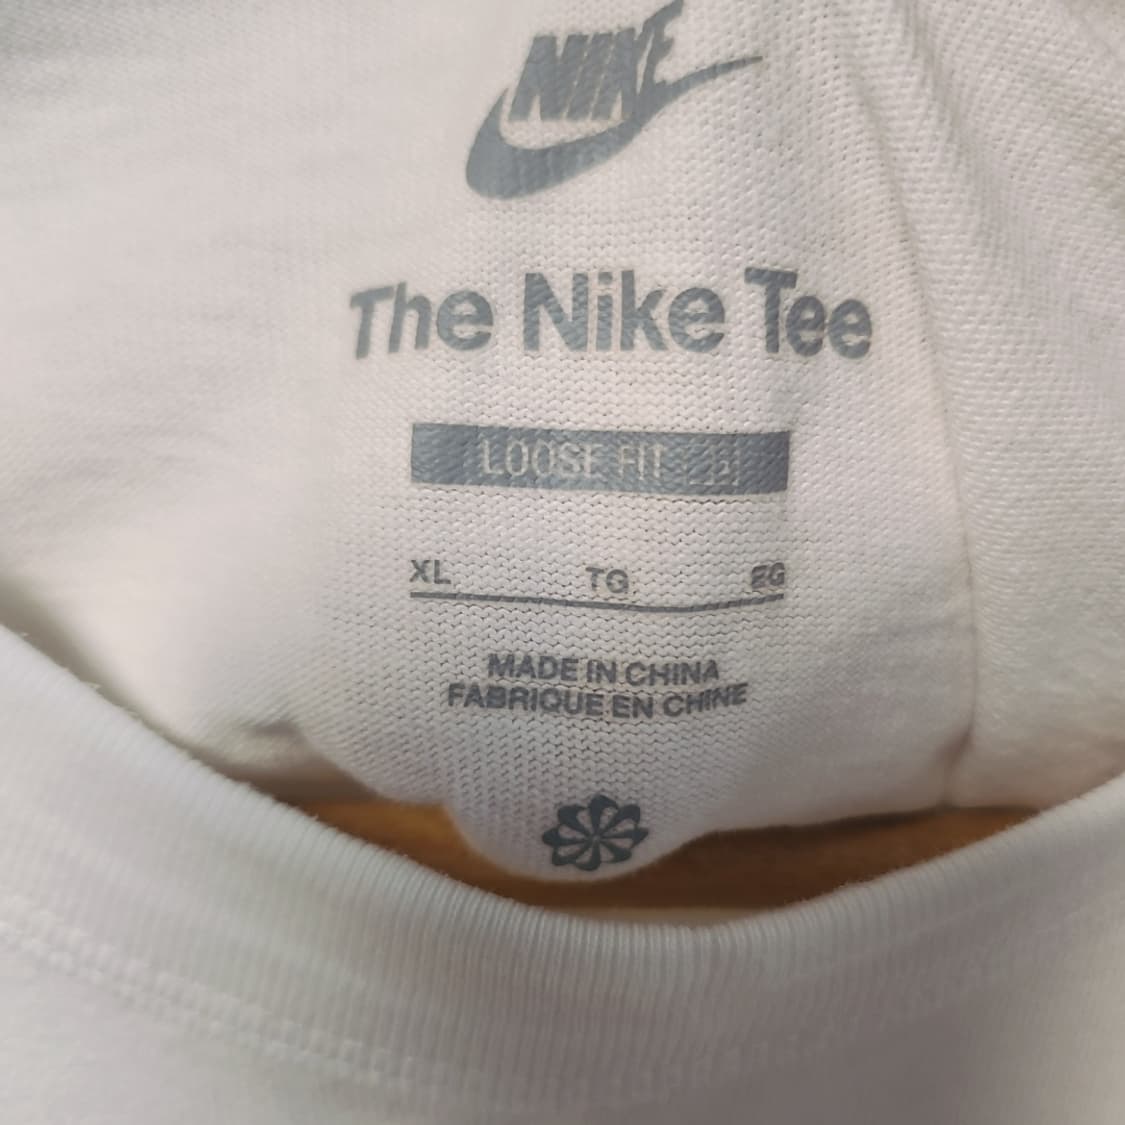 NIKE
The Nike Tee
LOOSE FIT
XL TG EG
MADE IN CHINA
FABRIQUE EN CHINE